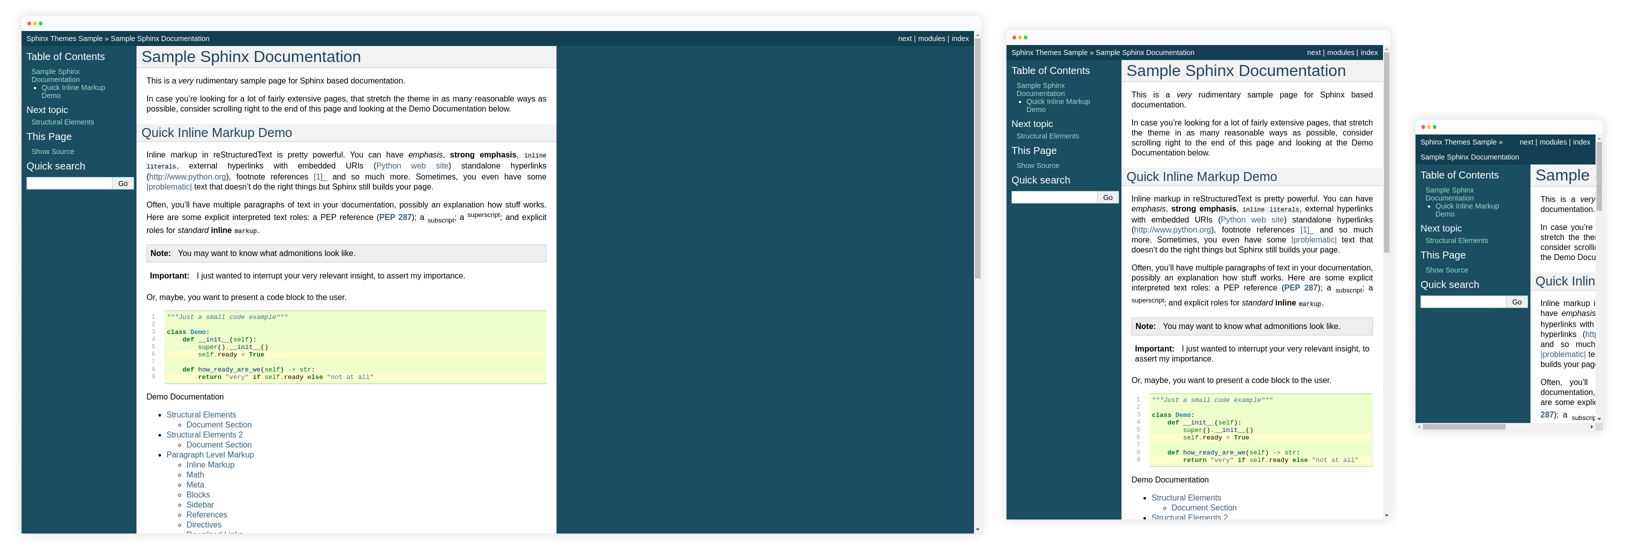 Sphinx Themes Sample » Sample Sphinx Documentation
next | modules | index
Table of Contents
Sample Sphinx
Documentation
Quick Inline Markup
Demo
Next topic
Structural Elements
This Page
Show Source
Quick search
Go
Sample Sphinx Documentation
This is a very rudimentary sample page for Sphinx based documentation.
In case you're looking for a lot of fairly extensive pages, that stretch the theme in as many reasonable ways as
possible, consider scrolling right to the end of this page and looking at the Demo Documentation below.
Quick Inline Markup Demo
Inline markup in reStructuredText is pretty powerful. You can have emphasis, strong emphasis, inline
literals, external hyperlinks with embedded URIs (Python web site) standalone hyperlinks
(http://www.python.org), footnote references [1]_ and so much more. Sometimes, you even have some
|problematic| text that doesn't do the right things but Sphinx still builds your page.
Often, you'll have multiple paragraphs of text in your documentation, possibly an explanation how stuff works.
Here are some explicit interpreted text roles: a PEP reference (PEP 287); a subscript; a superscript; and explicit
roles for standard inline markup.
Note: You may want to know what admonitions look like.
Important: I just wanted to interrupt your very relevant insight, to assert my importance.
Or, maybe, you want to present a code block to the user.
1 """Just a small code example"""
2
3 class Demo:
4 def __init__(self):
5 super().__init__()
6 self.ready = True
7
8 def how_ready_are_we(self) -> str:
9 return "very" if self.ready else "not at all"
Demo Documentation
Structural Elements
Document Section
Structural Elements 2
Document Section
Paragraph Level Markup
Inline Markup
Math
Meta
Blocks
Sidebar
References
Directives
Download Links
Sphinx Themes Sample » Sample Sphinx Documentation
next | modules | index
Table of Contents
Sample Sphinx
Documentation
Quick Inline Markup
Demo
Next topic
Structural Elements
This Page
Show Source
Quick search
Go
Sample Sphinx Documentation
This is a very rudimentary sample page for Sphinx based
documentation.
In case you're looking for a lot of fairly extensive pages, that stretch
the theme in as many reasonable ways as possible, consider
scrolling right to the end of this page and looking at the Demo
Documentation below.
Quick Inline Markup Demo
Inline markup in reStructuredText is pretty powerful. You can have
emphasis, strong emphasis, inline literals, external hyperlinks
with embedded URIs (Python web site) standalone hyperlinks
(http://www.python.org), footnote references [1]_ and so much
more. Sometimes, you even have some |problematic| text that
doesn't do the right things but Sphinx still builds your page.
Often, you'll have multiple paragraphs of text in your documentation,
possibly an explanation how stuff works. Here are some explicit
interpreted text roles: a PEP reference (PEP 287); a subscript; a
superscript; and explicit roles for standard inline markup.
Note: You may want to know what admonitions look like.
Important: I just wanted to interrupt your very relevant insight, to
assert my importance.
Or, maybe, you want to present a code block to the user.
1 """Just a small code example"""
2
3 class Demo:
4 def __init__(self):
5 super().__init__()
6 self.ready = True
7
8 def how_ready_are_we(self) -> str:
9 return "very" if self.ready else "not at all"
Demo Documentation
Structural Elements
Document Section
Structural Elements 2
Sphinx Themes Sample »
next | modules | index
Sample Sphinx Documentation
Table of Contents
Sample Sphinx
Documentation
Quick Inline Markup
Demo
Next topic
Structural Elements
This Page
Show Source
Quick search
Go
Sample
This is a very
documentation.
In case you're
stretch the
consider
the Demo
Quick
Inline markup
have emphasis
hyperlinks with
hyperlinks
and so much
|problematic|
builds your
Often, you'll
documentation,
are some
287); a